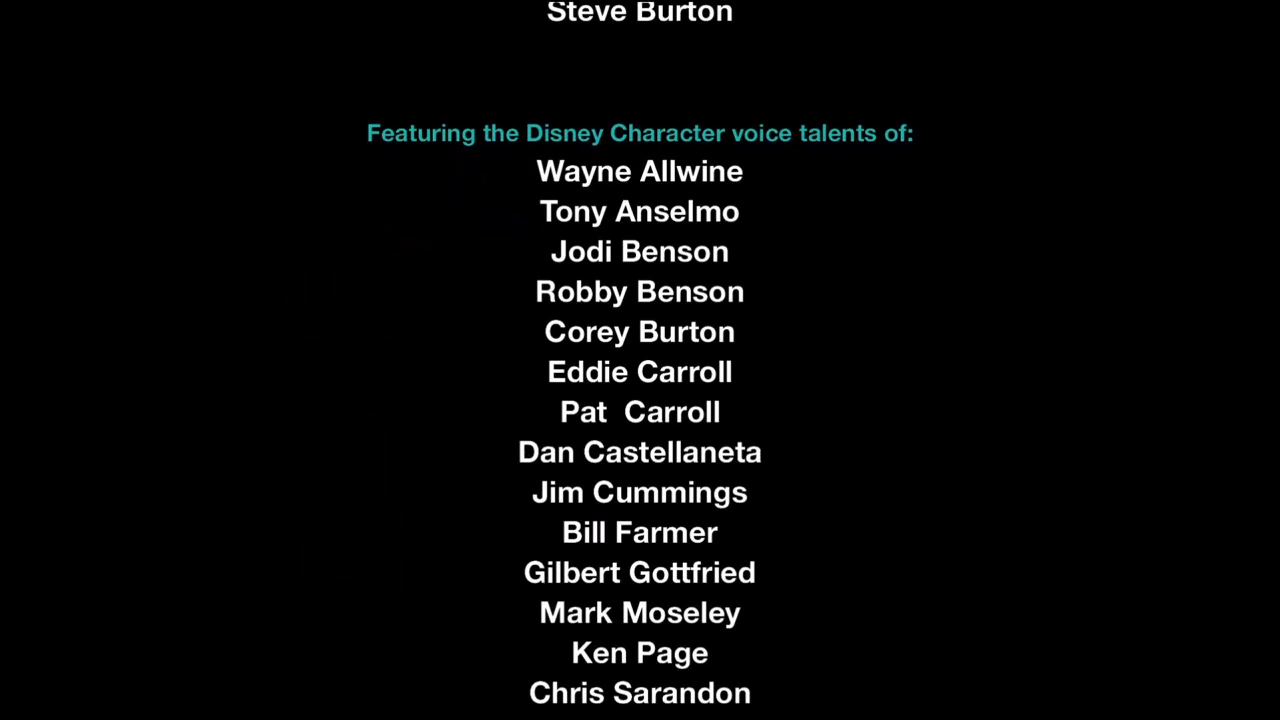 Steve Burton
Featuring the Disney Character voice talents of:
Wayne Allwine
Tony Anselmo
Jodi Benson
Robby Benson
Corey Burton
Eddie Carroll
Pat  Carroll
Dan Castellaneta
Jim Cummings
Bill Farmer
Gilbert Gottfried
Mark Moseley
Ken Page
Chris Sarandon